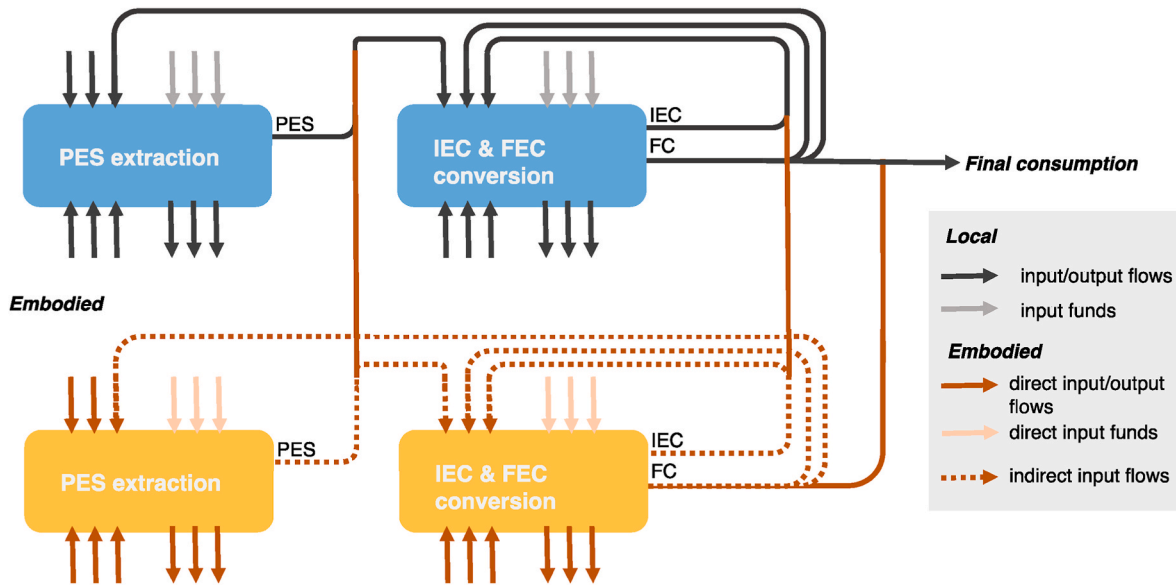 PES
IEC
PES extraction
IEC & FEC
conversion
FC
Final consumption
Local
input/output flows
input funds
Embodied
Embodied
direct input/output
flows
direct input funds
indirect input flows
PES
IEC
PES extraction
IEC & FEC
conversion
FC